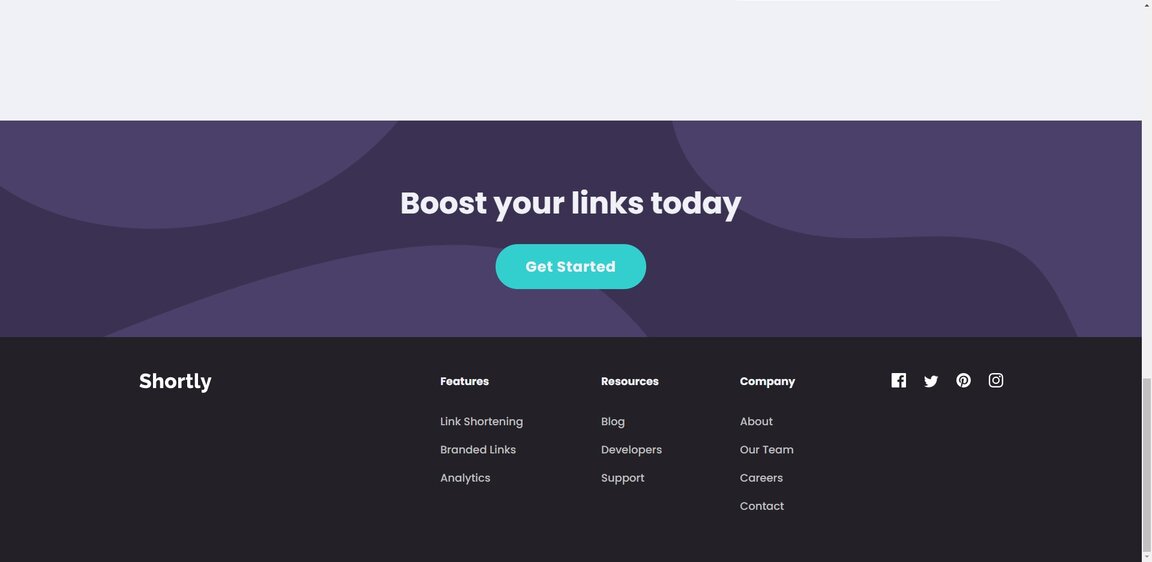 Boost your links today
Get Started
Shortly
Features
Link Shortening
Branded Links
Analytics
Resources
Blog
Developers
Support
Company
About
Our Team
Careers
Contact